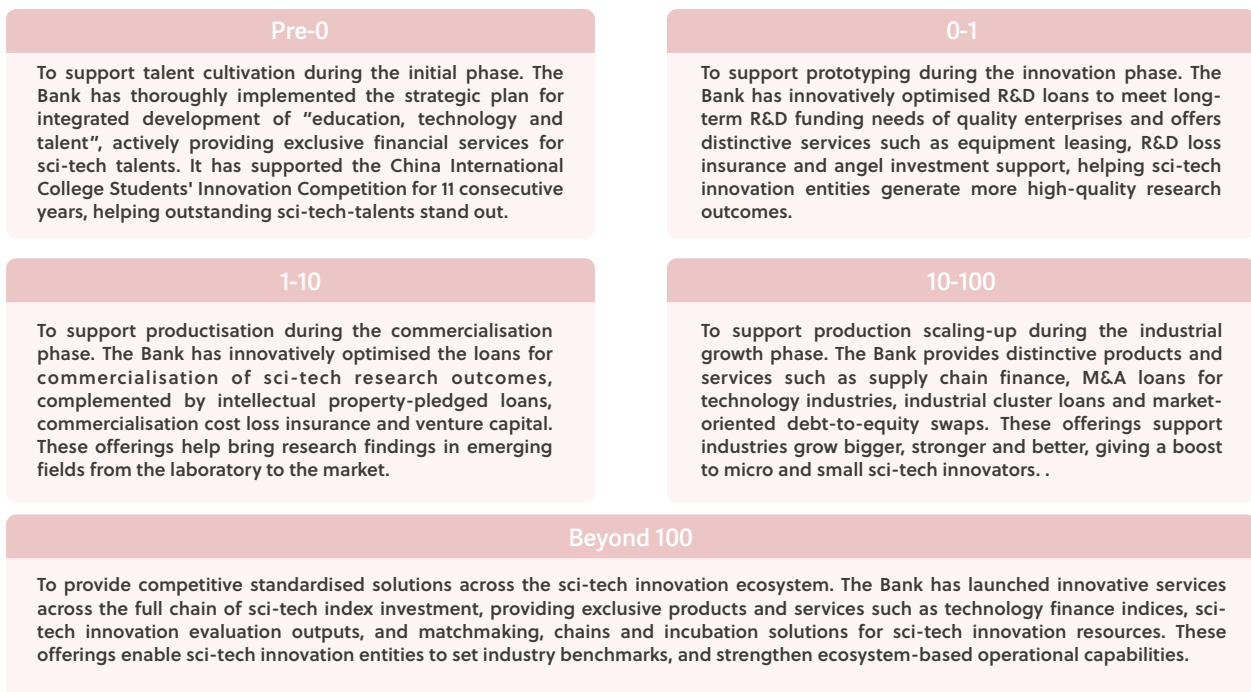 Pre-0
To support talent cultivation during the initial phase. The
Bank has thoroughly implemented the strategic plan for
integrated development of "education, technology and
talent", actively providing exclusive financial services for
sci-tech talents. It has supported the China International
College Students' Innovation Competition for 11 consecutive
years, helping outstanding sci-tech-talents stand out.
0-1
To support prototyping during the innovation phase. The
Bank has innovatively optimised R&D loans to meet long-
term R&D funding needs of quality enterprises and offers
distinctive services such as equipment leasing, R&D loss
insurance and angel investment support, helping sci-tech
innovation entities generate more high-quality research
outcomes.
1-10
To support productisation during the commercialisation
phase. The Bank has innovatively optimised the loans for
commercialisation of sci-tech research outcomes,
complemented by intellectual property-pledged loans,
commercialisation cost loss insurance and venture capital.
These offerings help bring research findings in emerging
fields from the laboratory to the market.
10-100
To support production scaling-up during the industrial
growth phase. The Bank provides distinctive products and
services such as supply chain finance, M&A loans for
technology industries, industrial cluster loans and market-
oriented debt-to-equity swaps. These offerings support
industries grow bigger, stronger and better, giving a boost
to micro and small sci-tech innovators. .
Beyond 100
To provide competitive standardised solutions across the sci-tech innovation ecosystem. The Bank has launched innovative services
across the full chain of sci-tech index investment, providing exclusive products and services such as technology finance indices, sci-
tech innovation evaluation outputs, and matchmaking, chains and incubation solutions for sci-tech innovation resources. These
offerings enable sci-tech innovation entities to set industry benchmarks, and strengthen ecosystem-based operational capabilities.